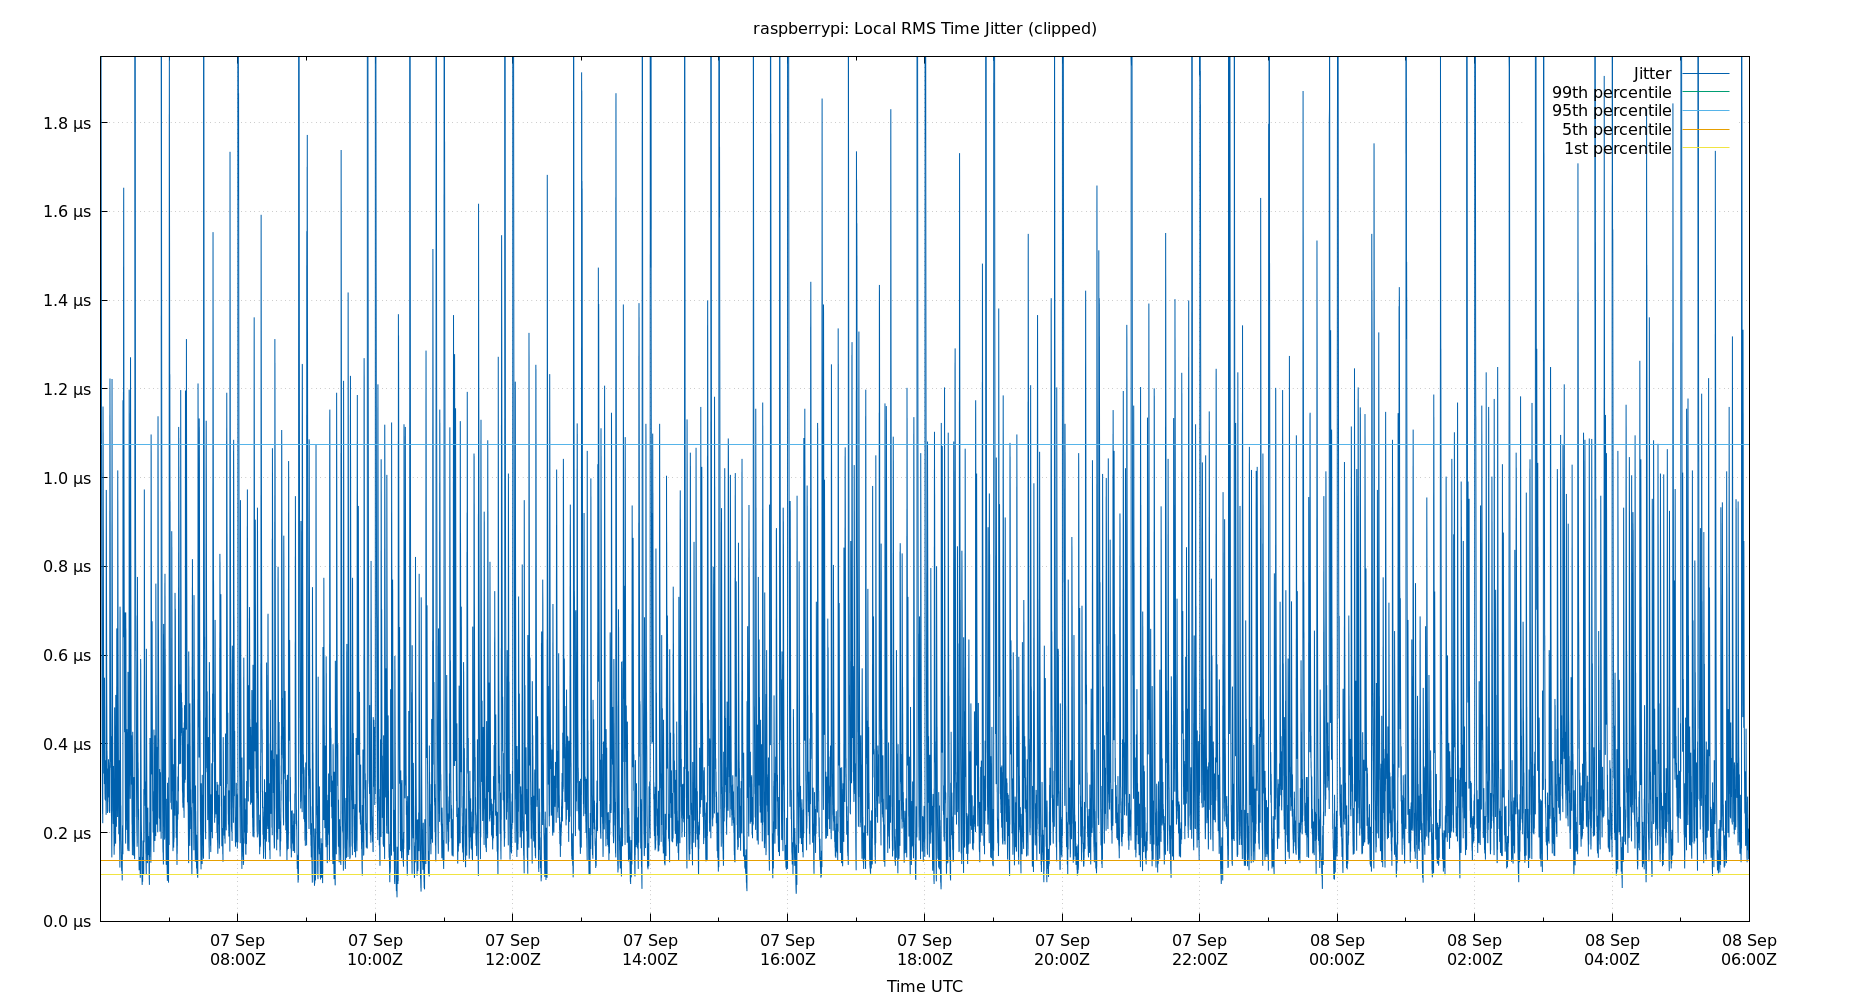 raspberrypi: Local RMS Time Jitter (clipped)
Jitter
99th percentile
95th percentile
5th percentile
1st percentile
1.8 µs
1.6 µs
1.4 µs
1.2 µs
1.0 µs
0.8 µs
0.6 µs
0.4 µs
0.2 µs
0.0 µs
07 Sep 07 Sep 07 Sep 07 Sep 07 Sep 07 Sep 07 Sep 07 Sep 08 Sep 08 Sep 08 Sep 08 Sep
08:00Z 10:00Z 12:00Z 14:00Z 16:00Z 18:00Z 20:00Z 22:00Z 00:00Z 02:00Z 04:00Z 06:00Z
Time UTC